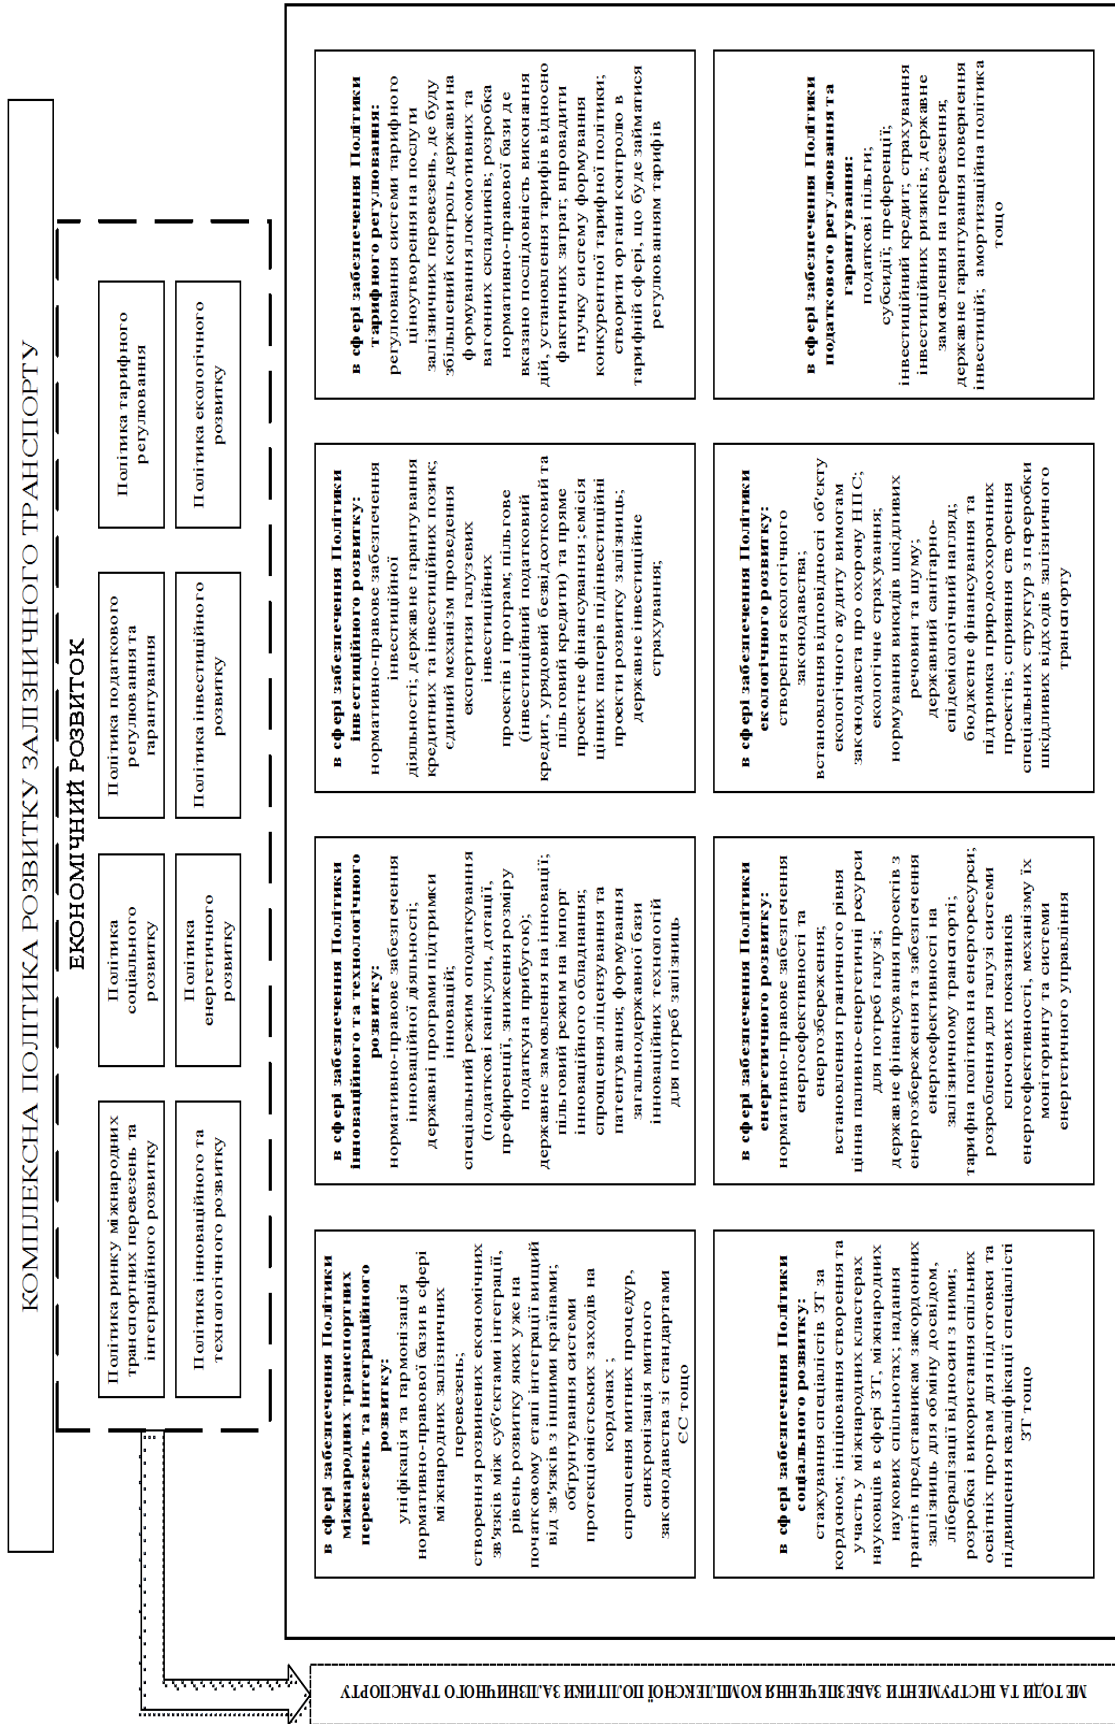 КОМПЛЕКСНА ПОЛІТИКА РОЗВИТКУ ЗАЛІЗНИЧНОГО ТРАНСПОРТУ
ЕКОНОМІЧНИЙ РОЗВИТОК
Політика ринку міжнародних
транспортних перевезень та
інтеграційного розвитку
Політика
соціального
розвитку
Політика податкового
регулювання та
гарантування
Політика тарифного
регулювання
Політика інноваційного та
технологічного розвитку
Політика
енергетичного
розвитку
Політика інвестиційного
розвитку
Політика екологічного
розвитку
МЕТОДИ ТА ІНСТРУМЕНТИ ЗАБЕЗПЕЧЕННЯ КОМПЛЕКСНОЇ ПОЛІТИКИ ЗАЛІЗНИЧНОГО ТРАНСПОРТУ
в сфері забезпечення Політики
міжнародних транспортних
перевезень та інтеграційного
розвитку:
уніфікація та гармонізація
нормативно-правової бази в сфері
міжнародних залізничних
перевезень;
створення розвинених економічних
зв'язків між суб'єктами інтеграції,
рівень розвитку яких уже на
початковому етапі інтеграції вищий
від зв'язків з іншими країнами;
обґрунтування системи
протекціоністських заходів на
кордонах ;
спрощення митних процедур,
синхронізація митного
законодавства зі стандартами
ЄС тощо
в сфері забезпечення Політики
інноваційного та технологічного
розвитку:
нормативно-правове забезпечення
інноваційної діяльності;
державні програми підтримки
інновацій;
спеціальний режим оподаткування
(податкові канікули, дотації,
префиренції, зниження розміру
податкуна прибуток);
державне замовлення на інновації;
пільговий режим на імпорт
інноваційного обладнання;
спрощення ліцензування та
патентування; формування
загальнодержавної бази
інноваційних технологій
для потреб залізниць
в сфері забезпечення Політики
інвестиційного розвитку:
нормативно-правове забезпечення
інвестиційної
діяльності; державне гарантування
кредитних та інвестиційних позик;
єдиний механізм проведення
експертизи галузевих
інвестиційних
проектів і програм; пільгове
(інвестиційний податковий
кредит, урядовий безвідсотковий та
пільговий кредити) та пряме
проектне фінансування ;емісія
цінних паперів підінвестиційні
проекти розвитку залізниць;
державне інвестиційне
страхування;
в сфері забезпечення Політики
тарифного регулювання:
регулювання системи тарифного
ціноутворення на послуги
залізничних перевезень, де буду
збільшений контроль держави на
формування локомотивних та
вагонних складників; розробка
нормативно-правової бази де
вказано послідовність виконання
дій, установлення тарифів відносно
фактичних затрат; впровадити
гнучку систему формування
конкурентної тарифної політики;
створити органи контролю в
тарифній сфері, що буде займатися
регулюванням тарифів
в сфері забезпечення Політики
соціального розвитку:
стажування спеціалістів ЗТ за
кордоном; ініціювання створення та
участь у міжнародних кластерах
науковців в сфері ЗТ, міжнародних
наукових спільнотах; надання
грантів представникам закордонних
залізниць для обміну досвідом,
лібералізації відносин з ними;
розробка і використання спільних
освітніх програм для підготовки та
підвищення кваліфікації спеціалісті
ЗТ тощо
в сфері забезпечення Політики
енергетичного розвитку:
нормативно-правове забезпечення
енергоефективності та
енергозбереження;
встановлення граничного рівня
цінна паливно-енергетичні ресурси
для потреб галузі;
державне фінансування проектів з
енергозбереження та забезпечення
енергоефективності на
залізничному транспорті;
тарифна політика на енергоресурси;
розроблення для галузі системи
ключових показників
енергоефективності, механізму їх
моніторингу та системи
енергетичного управління
в сфері забезпечення Політики
екологічного розвитку:
створення екологічного
законодавства;
встановлення відповідності об'єкту
екологічного аудиту вимогам
законодавста про охорону НПС;
екологічне страхування;
нормування викидів шкідливих
речовин та шуму;
державний санітарно-
епідеміологічний нагляд;
бюджетне фінансування та
підтримка природоохоронних
проектів; сприяння створення
спеціальних структур з переробки
шкідливих відходів залізничного
транспорту
в сфері забезпечення Політики
податкового регулювання та
гарантування:
податкові пільги;
субсидії; преференції;
інвестиційний кредит; страхування
інвестиційних ризиків; державне
замовлення на перевезення;
державне гарантування повернення
інвестицій; амортизаційна політика
тощо